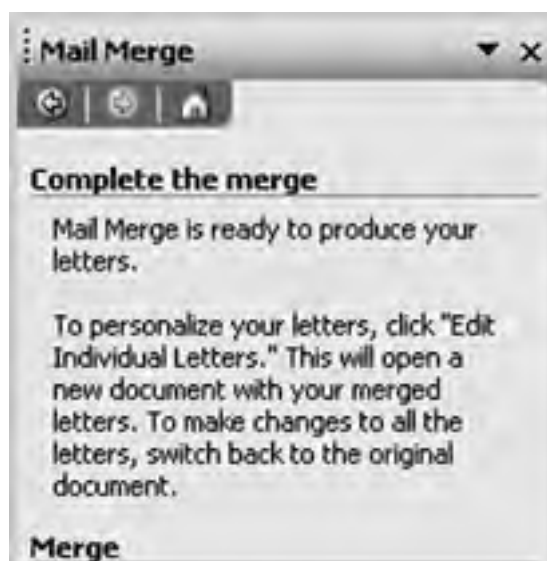 Mail Merge
Complete the merge
Mail Merge is ready to produce your
letters.
To personalize your letters, click "Edit
Individual Letters." This will open a
new document with your merged
letters. To make changes to all the
letters, switch back to the original
document.
Merge